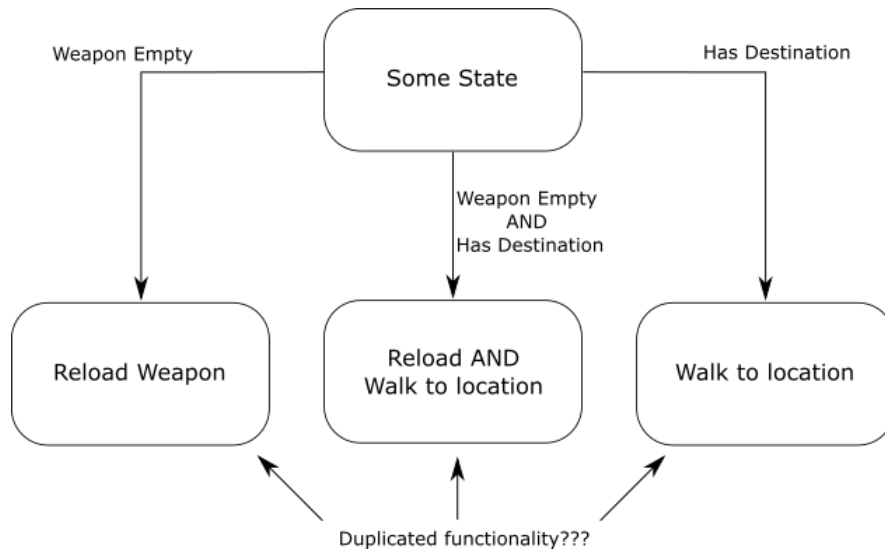 Weapon Empty
Some State
Has Destination
Weapon Empty
AND
Has Destination
Reload Weapon
Reload AND
Walk to location
Walk to location
Duplicated functionality???